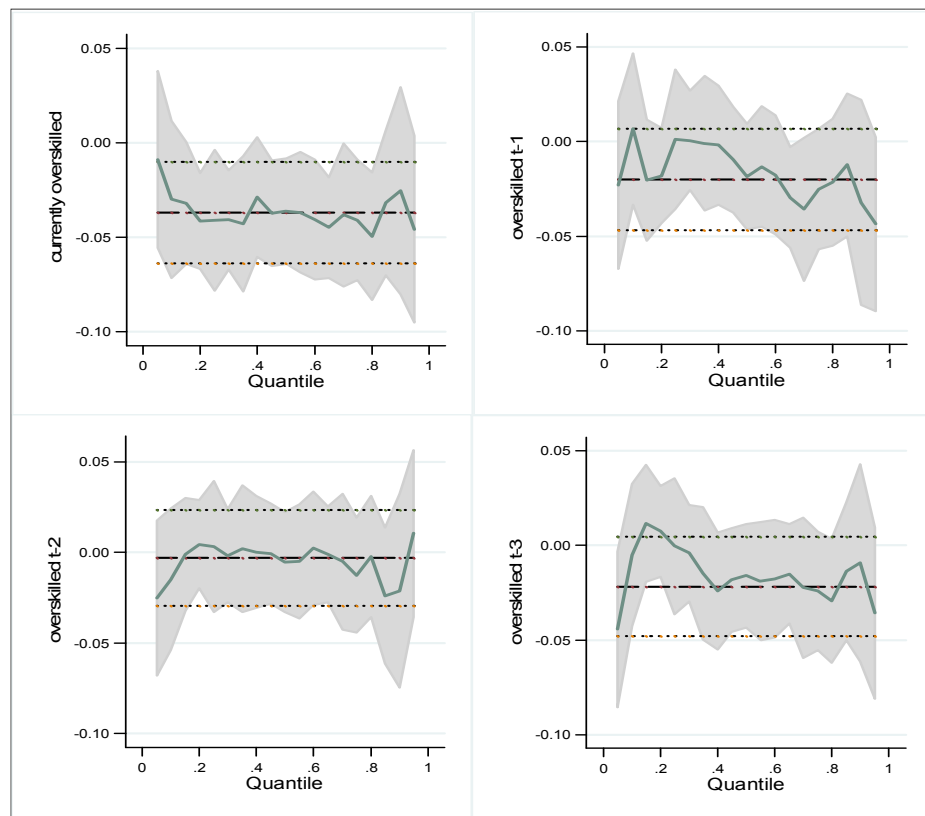 currently overskilled
0.05
0.00
-0.05
-0.10
0 .2 .4 .6 .8 1
Quantile
overskilled t-1
0.05
0.00
-0.05
-0.10
0 .2 .4 .6 .8 1
Quantile
overskilled t-2
0.05
0.00
-0.05
-0.10
0 .2 .4 .6 .8 1
Quantile
overskilled t-3
0.05
0.00
-0.05
-0.10
0 .2 .4 .6 .8 1
Quantile